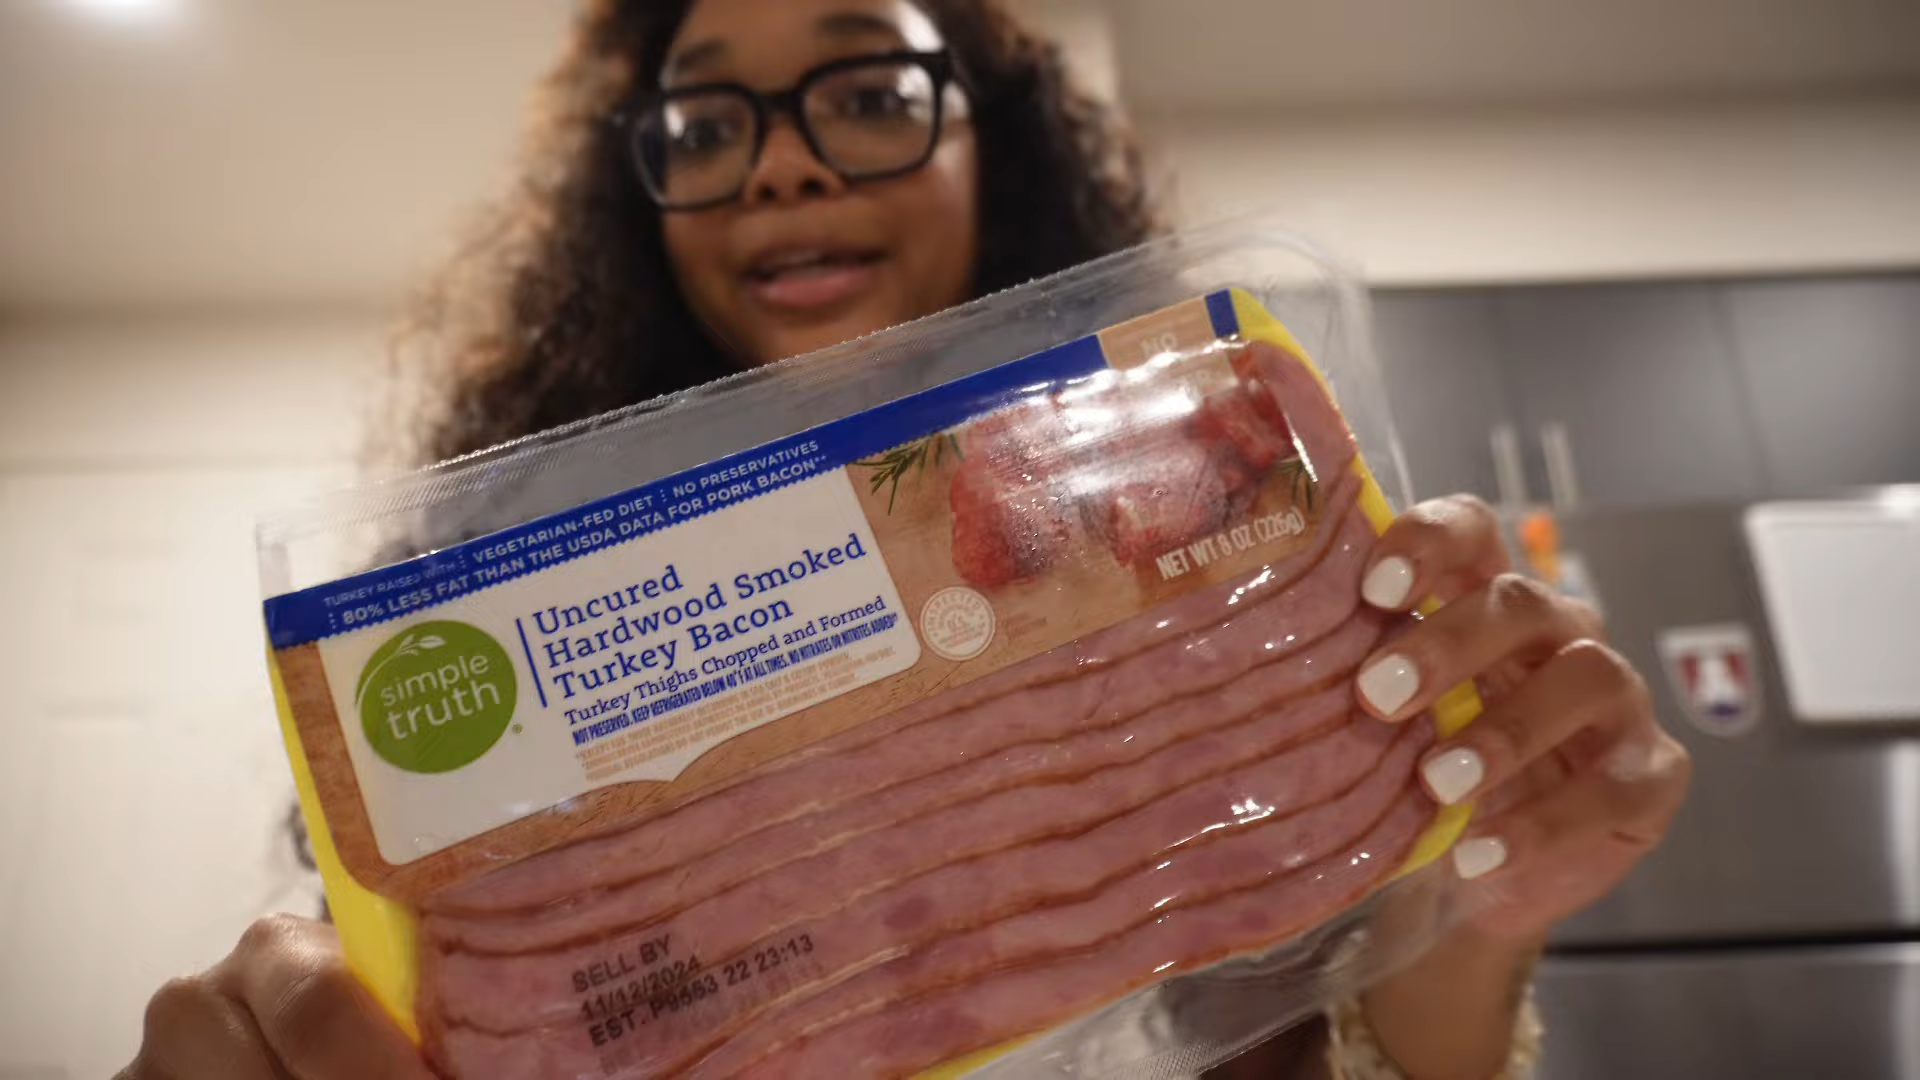 TURKEY RAISED WITH: VEGETARIAN-FED DIET NO PRESERVATIVES
80% LESS FAT THAN THE USDA DATA FOR PORK BACON**
simple
truth
Uncured
Hardwood Smoked
Turkey Bacon
Turkey Thighs Chopped and Formed
NOT PRESERVED. KEEP REFRIGERATED BELOW 40°F AT ALL TIMES. NO NITRATES OR NITRITES ADDED*
NET WT 8 OZ (226g)
SELL BY
11/12/2024
EST. P9553 22 23:13